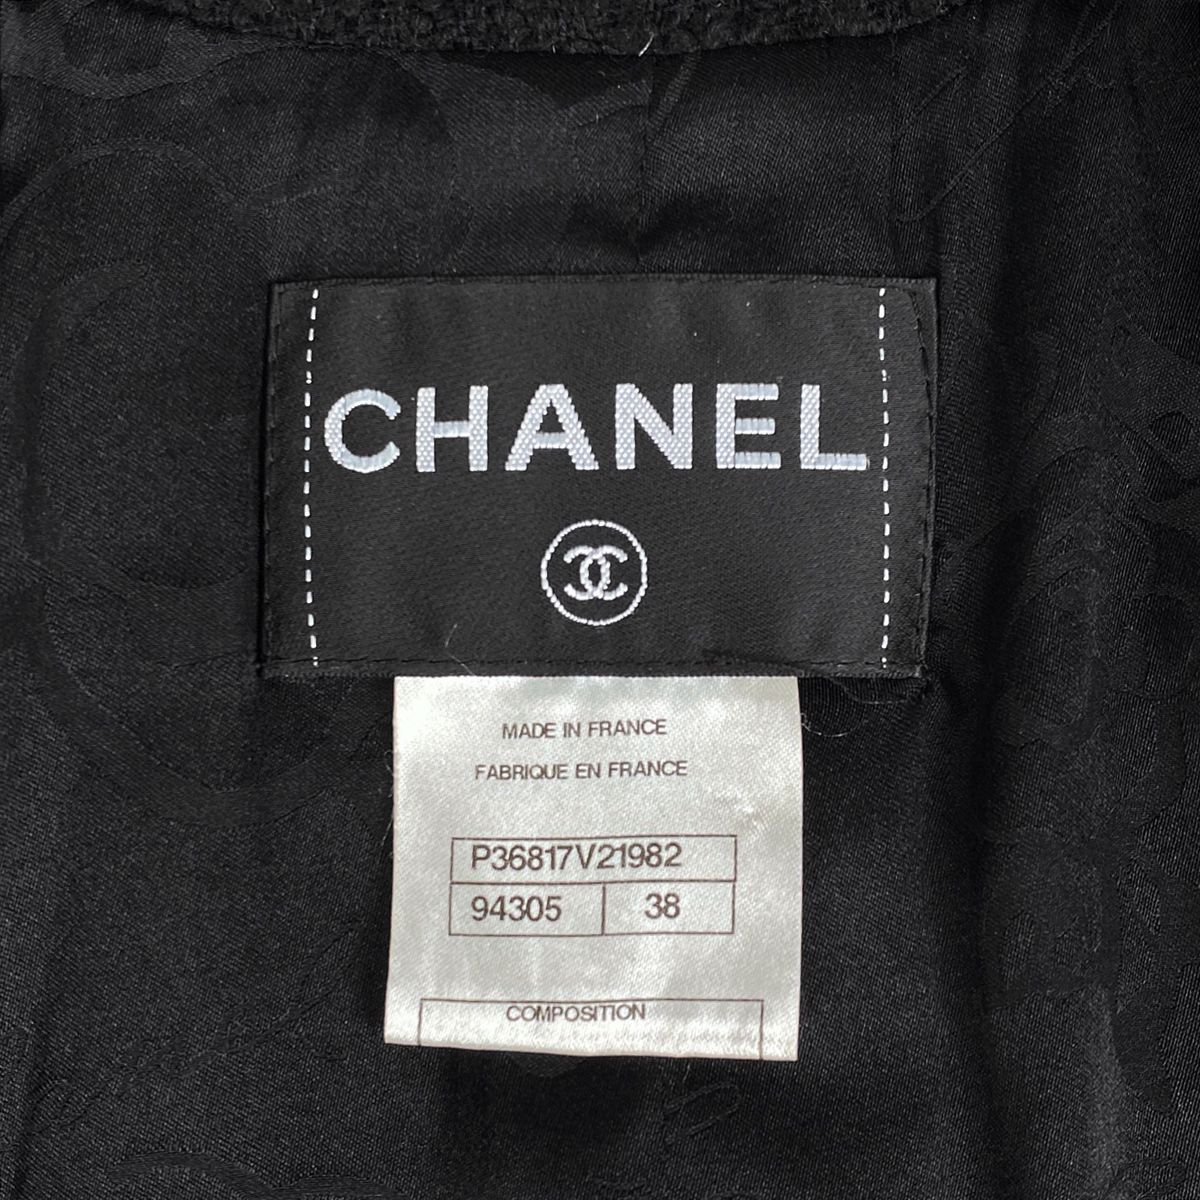 CHANEL
MADE IN FRANCE
FABRIQUE EN FRANCE
P36817V21982
94305 38
COMPOSITION